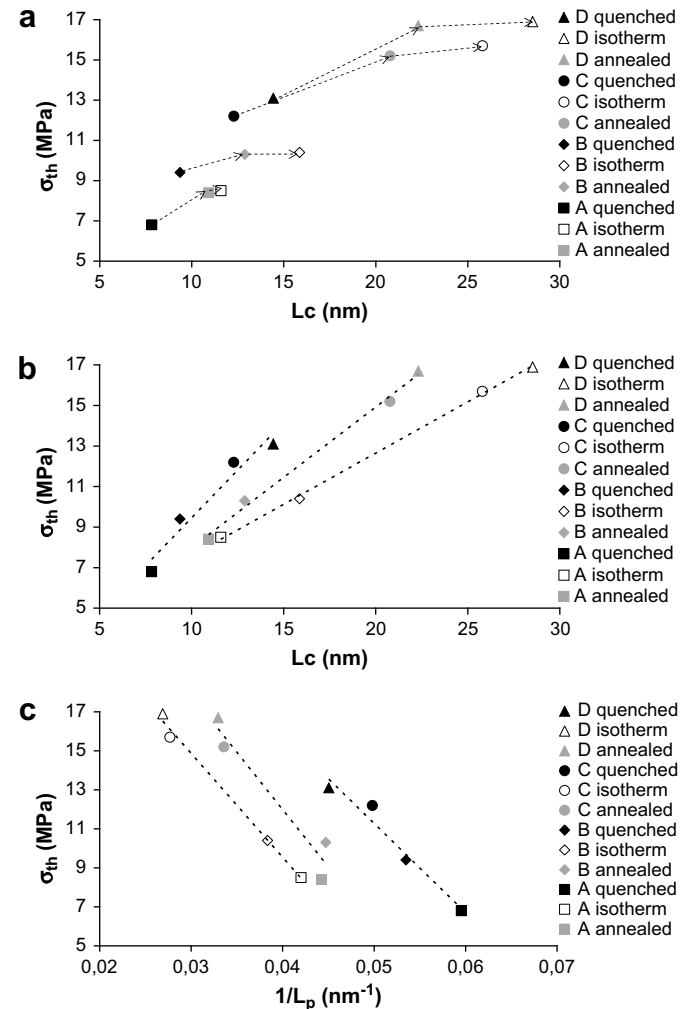 a
17
15
13
11
9
7
5
σth (MPa)
5 10 15 20 25 30
Lc (nm)
D quenched
D isotherm
D annealed
C quenched
C isotherm
C annealed
B quenched
B isotherm
B annealed
A quenched
A isotherm
A annealed
b
17
15
13
11
9
7
5
σth (MPa)
5 10 15 20 25 30
Lc (nm)
D quenched
D isotherm
D annealed
C quenched
C isotherm
C annealed
B quenched
B isotherm
B annealed
A quenched
A isotherm
A annealed
c
17
15
13
11
9
7
5
σth (MPa)
0,02 0,03 0,04 0,05 0,06 0,07
1/Lp (nm-1)
D quenched
D isotherm
D annealed
C quenched
C isotherm
C annealed
B quenched
B isotherm
B annealed
A quenched
A isotherm
A annealed